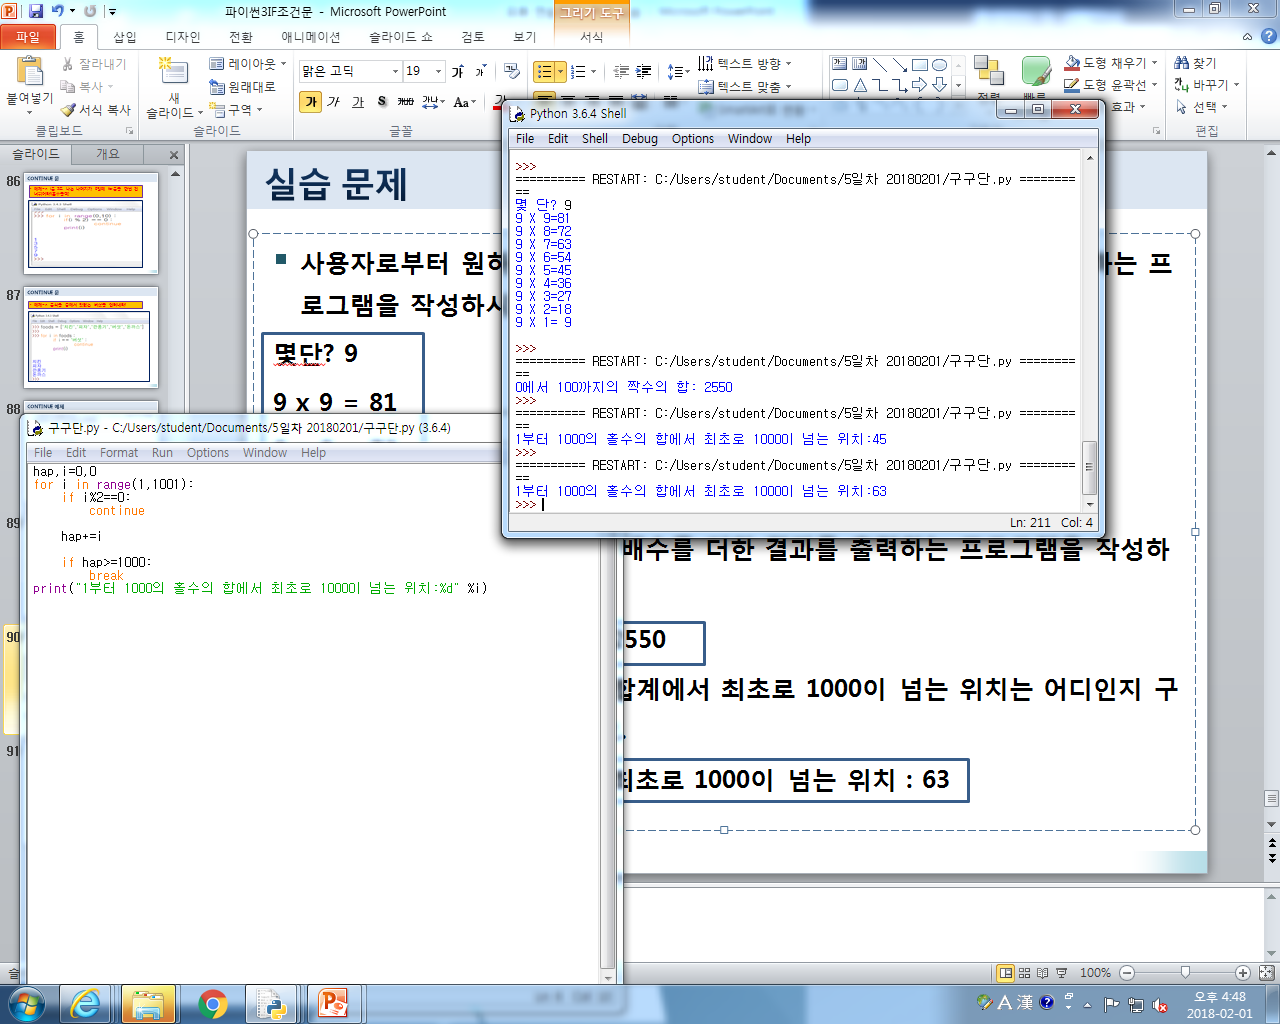 파이썬3IF조건문 - Microsoft PowerPoint
그리기 도구
파일 홈 삽입 디자인 전환 애니메이션 슬라이드 쇼 검토 보기 서식
붙여넣기
잘라내기
복사
서식 복사
클립보드
새
슬라이드
레이아웃
원래대로
구역
슬라이드
맑은 고딕 19
글꼴
텍스트 방향
텍스트 맞춤
도형 채우기
도형 윤곽선
효과
찾기
바꾸기
선택
편집
슬라이드 개요
86
87
88
89
90
91
실습 문제
사용자로부터 원하
는 프
로그램을 작성하시
몇단? 9
9 x 9 = 81
배수를 더한 결과를 출력하는 프로그램을 작성하
550
합계에서 최초로 1000이 넘는 위치는 어디인지 구
최초로 1000이 넘는 위치 : 63
Python 3.6.4 Shell
File Edit Shell Debug Options Window Help
>>>
========== RESTART: C:/Users/student/Documents/5일차 20180201/구구단.py ========
==
몇 단? 9
9 X 9=81
9 X 8=72
9 X 7=63
9 X 6=54
9 X 5=45
9 X 4=36
9 X 3=27
9 X 2=18
9 X 1= 9
>>>
========== RESTART: C:/Users/student/Documents/5일차 20180201/구구단.py ========
==
0에서 100까지의 짝수의 합: 2550
>>>
========== RESTART: C:/Users/student/Documents/5일차 20180201/구구단.py ========
==
1부터 1000의 홀수의 합에서 최초로 1000이 넘는 위치:45
>>>
========== RESTART: C:/Users/student/Documents/5일차 20180201/구구단.py ========
==
1부터 1000의 홀수의 합에서 최초로 1000이 넘는 위치:63
>>>
Ln: 211 Col: 4
구구단.py - C:/Users/student/Documents/5일차 20180201/구구단.py (3.6.4)
File Edit Format Run Options Window Help
hap,i=0,0
for i in range(1,1001):
if i%2==0:
continue
hap+=i
if hap>=1000:
break
print("1부터 1000의 홀수의 합에서 최초로 1000이 넘는 위치:%d" %i)
100%
A 漢
오후 4:48
2018-02-01